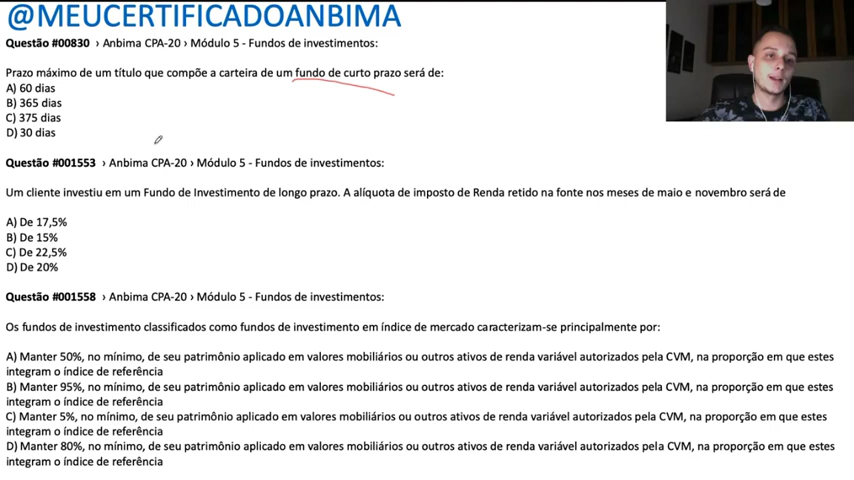 @MEUCERTIFICADOANBIMA
Questão #00830 › Anbima CPA-20 › Módulo 5 - Fundos de investimentos:
Prazo máximo de um título que compõe a carteira de um fundo de curto prazo será de:
A) 60 dias
B) 365 dias
C) 375 dias
D) 30 dias
Questão #001553 › Anbima CPA-20 › Módulo 5 - Fundos de investimentos:
Um cliente investiu em um Fundo de Investimento de longo prazo. A alíquota de imposto de Renda retido na fonte nos meses de maio e novembro será de
A) De 17,5%
B) De 15%
C) De 22,5%
D) De 20%
Questão #001558 › Anbima CPA-20 › Módulo 5 - Fundos de investimentos:
Os fundos de investimento classificados como fundos de investimento em índice de mercado caracterizam-se principalmente por:
A) Manter 50%, no mínimo, de seu patrimônio aplicado em valores mobiliários ou outros ativos de renda variável autorizados pela CVM, na proporção em que estes
integram o índice de referência
B) Manter 95%, no mínimo, de seu patrimônio aplicado em valores mobiliários ou outros ativos de renda variável autorizados pela CVM, na proporção em que estes
integram o índice de referência
C) Manter 5%, no mínimo, de seu patrimônio aplicado em valores mobiliários ou outros ativos de renda variável autorizados pela CVM, na proporção em que estes
integram o índice de referência
D) Manter 80%, no mínimo, de seu patrimônio aplicado em valores mobiliários ou outros ativos de renda variável autorizados pela CVM, na proporção em que estes
integram o índice de referência